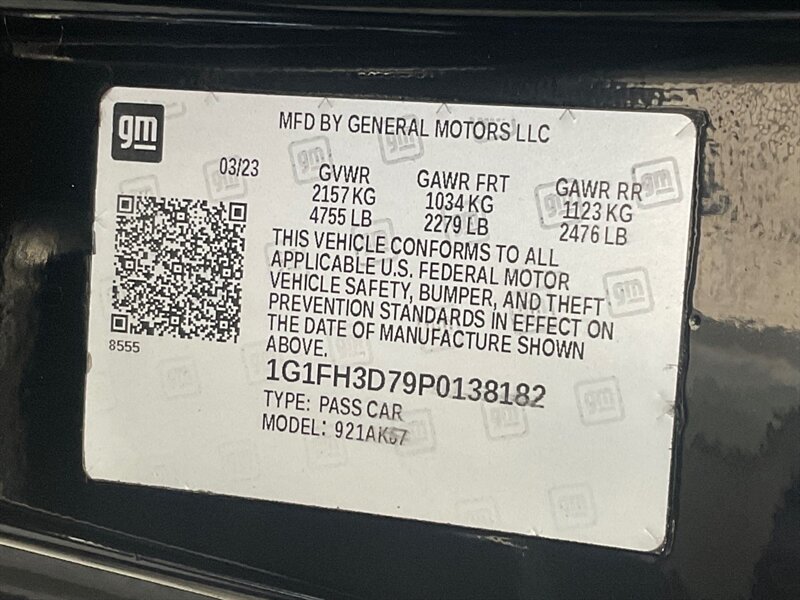 gm
MFD BY GENERAL MOTORS LLC
03/23
GVWR GAWR FRT GAWR RR
2157 KG 1034 KG 1123 KG
4755 LB 2279 LB 2476 LB
THIS VEHICLE CONFORMS TO ALL
APPLICABLE U.S. FEDERAL MOTOR
VEHICLE SAFETY, BUMPER, AND THEFT
PREVENTION STANDARDS IN EFFECT ON
THE DATE OF MANUFACTURE SHOWN
ABOVE.
8555
1G1FH3D79P0138182
TYPE: PASS CAR
MODEL: 921AK67